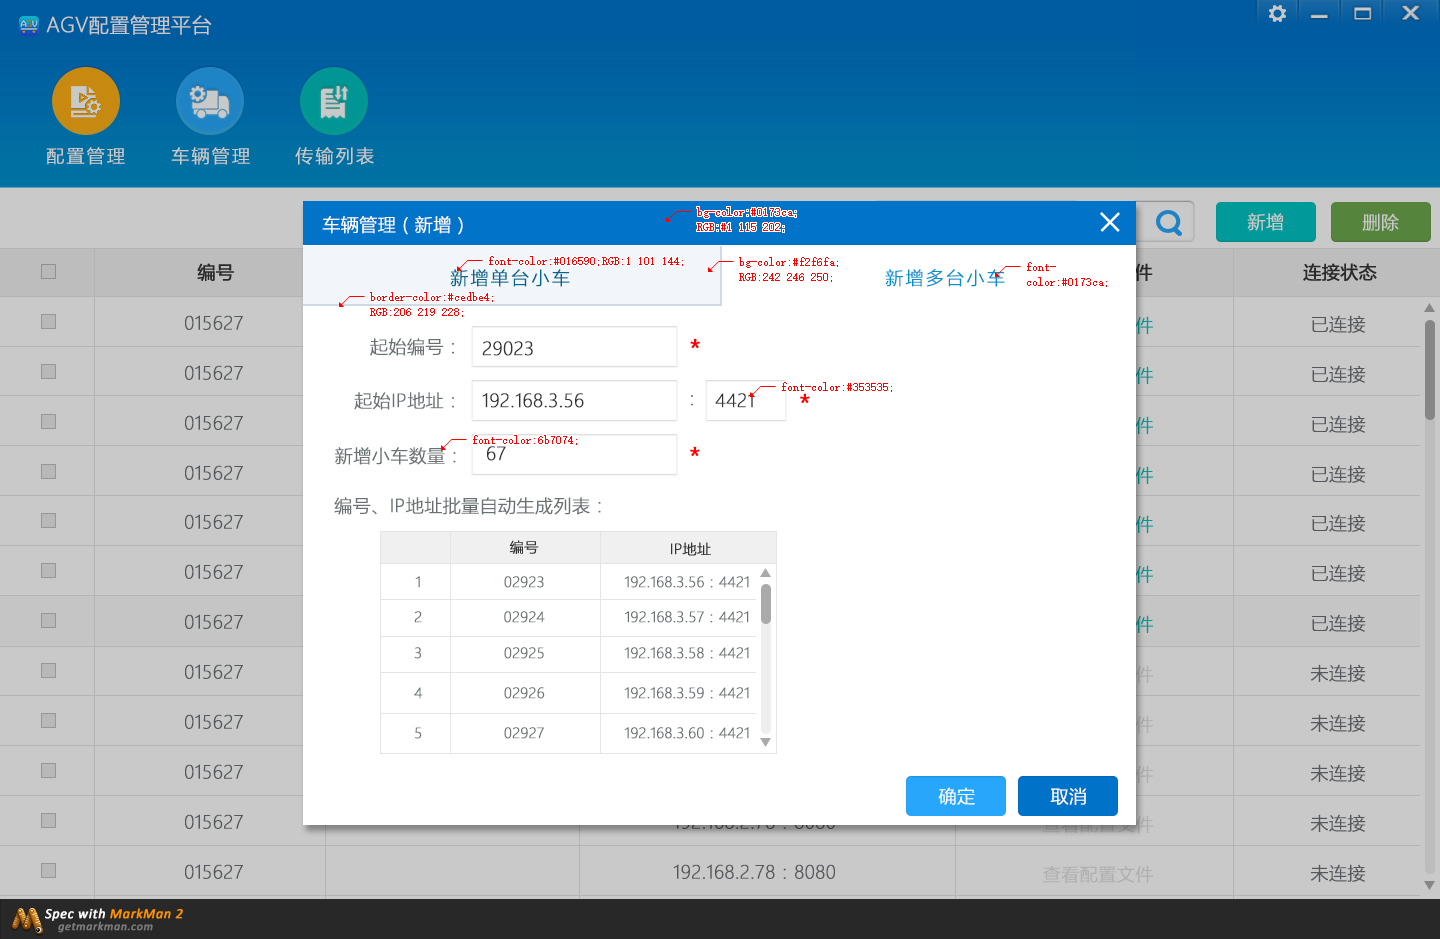 AGV配置管理平台
配置管理
车辆管理
传输列表
新增
删除
编号
件
连接状态
015627
件
已连接
015627
件
已连接
015627
件
已连接
015627
件
已连接
015627
件
已连接
015627
件
已连接
015627
件
已连接
015627
件
未连接
015627
未连接
015627
件
未连接
015627
192.168.2.78 : 8080
查看配置文件
未连接
015627
192.168.2.78 : 8080
查看配置文件
未连接
车辆管理 ( 新增 )
bg-color:#0173ca;
RGB:#1 115 202;
新增单台小车
font-color:#016590;RGB:1 101 144;
bg-color:#f2f6fa;
RGB:242 246 250;
新增多台小车
font-
color:#0173ca;
border-color:#cedbe4;
RGB:206 219 228;
起始编号 :
29023
*
起始IP地址 :
192.168.3.56
:
4421
*
font-color:#353535;
新增小车数量 :
67
*
font-color:6b7074;
编号、IP地址批量自动生成列表 :
编号
IP地址
1
02923
192.168.3.56 : 4421
2
02924
192.168.3.57 : 4421
3
02925
192.168.3.58 : 4421
4
02926
192.168.3.59 : 4421
5
02927
192.168.3.60 : 4421
确定
取消
Spec with MarkMan 2
getmarkman.com